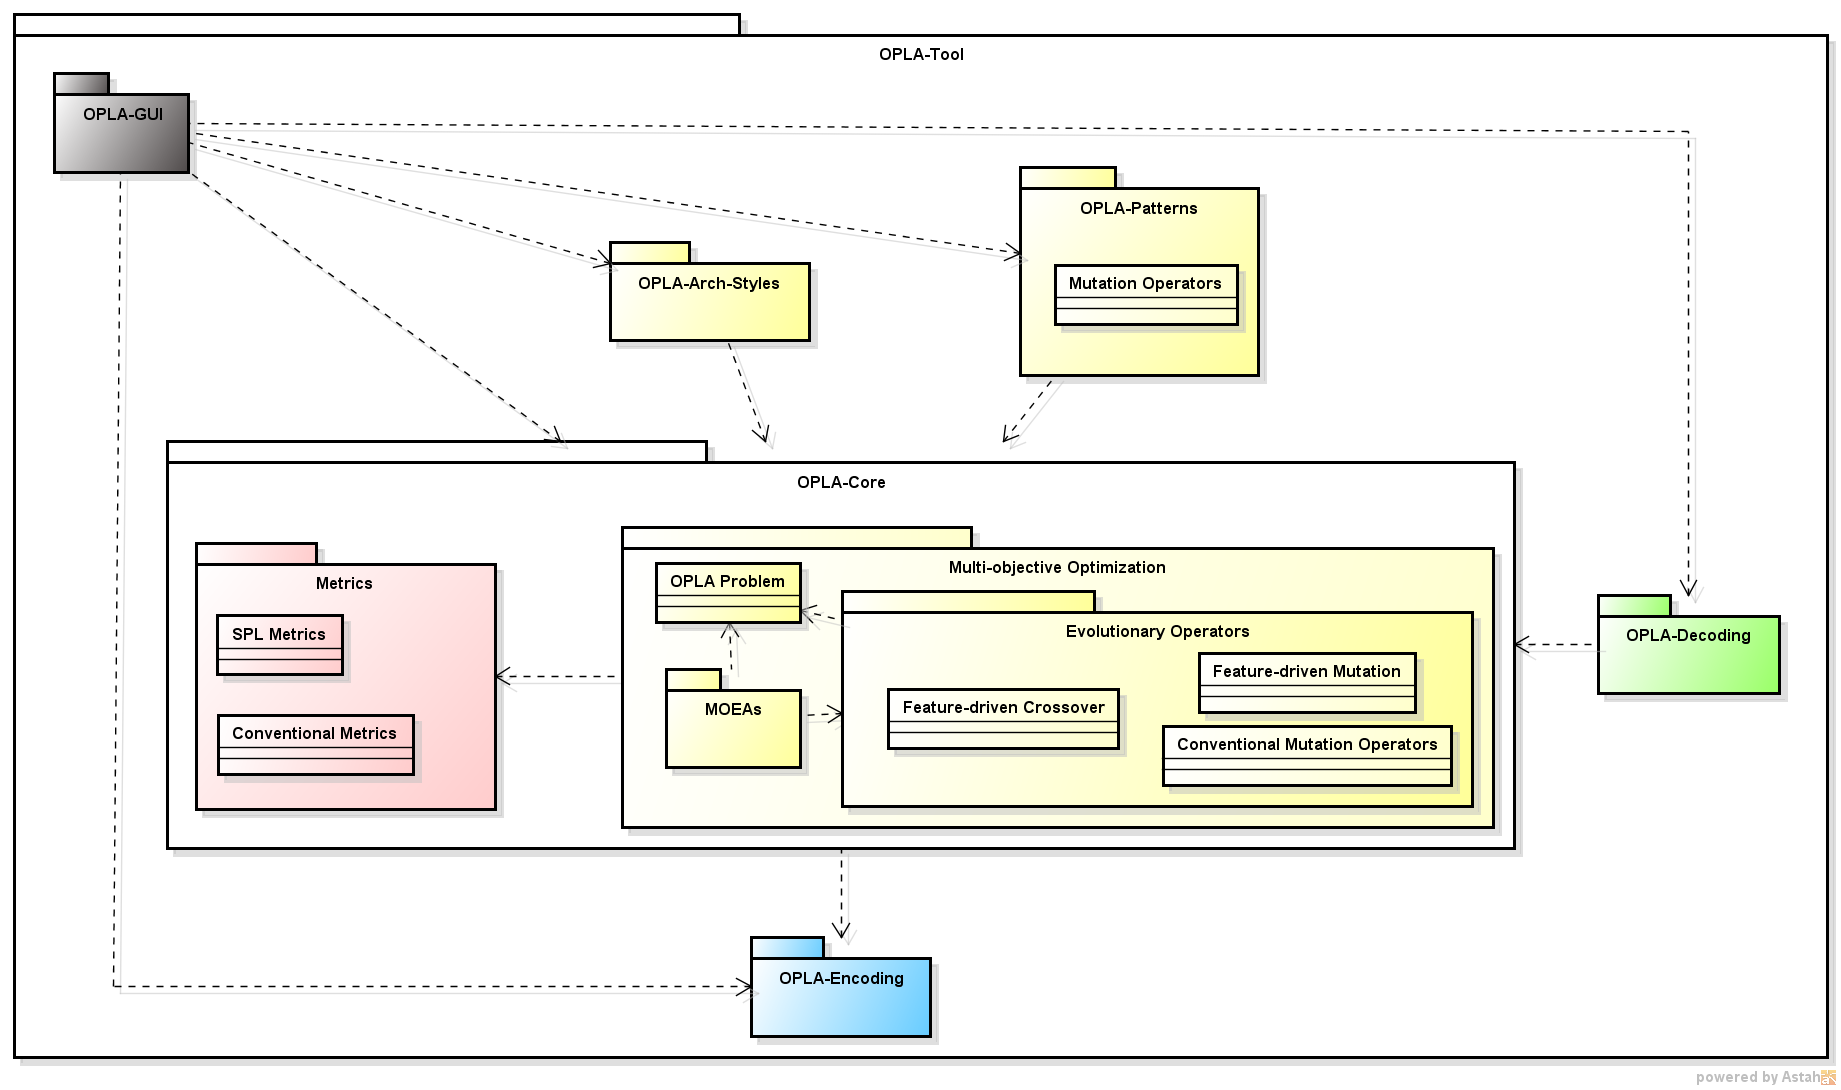 OPLA-Tool
OPLA-GUI
OPLA-Patterns
Mutation Operators
OPLA-Arch-Styles
OPLA-Core
Multi-objective Optimization
Metrics
OPLA Problem
SPL Metrics
Evolutionary Operators
OPLA-Decoding
Feature-driven Mutation
MOEAs
Feature-driven Crossover
Conventional Metrics
Conventional Mutation Operators
OPLA-Encoding
powered by Astah